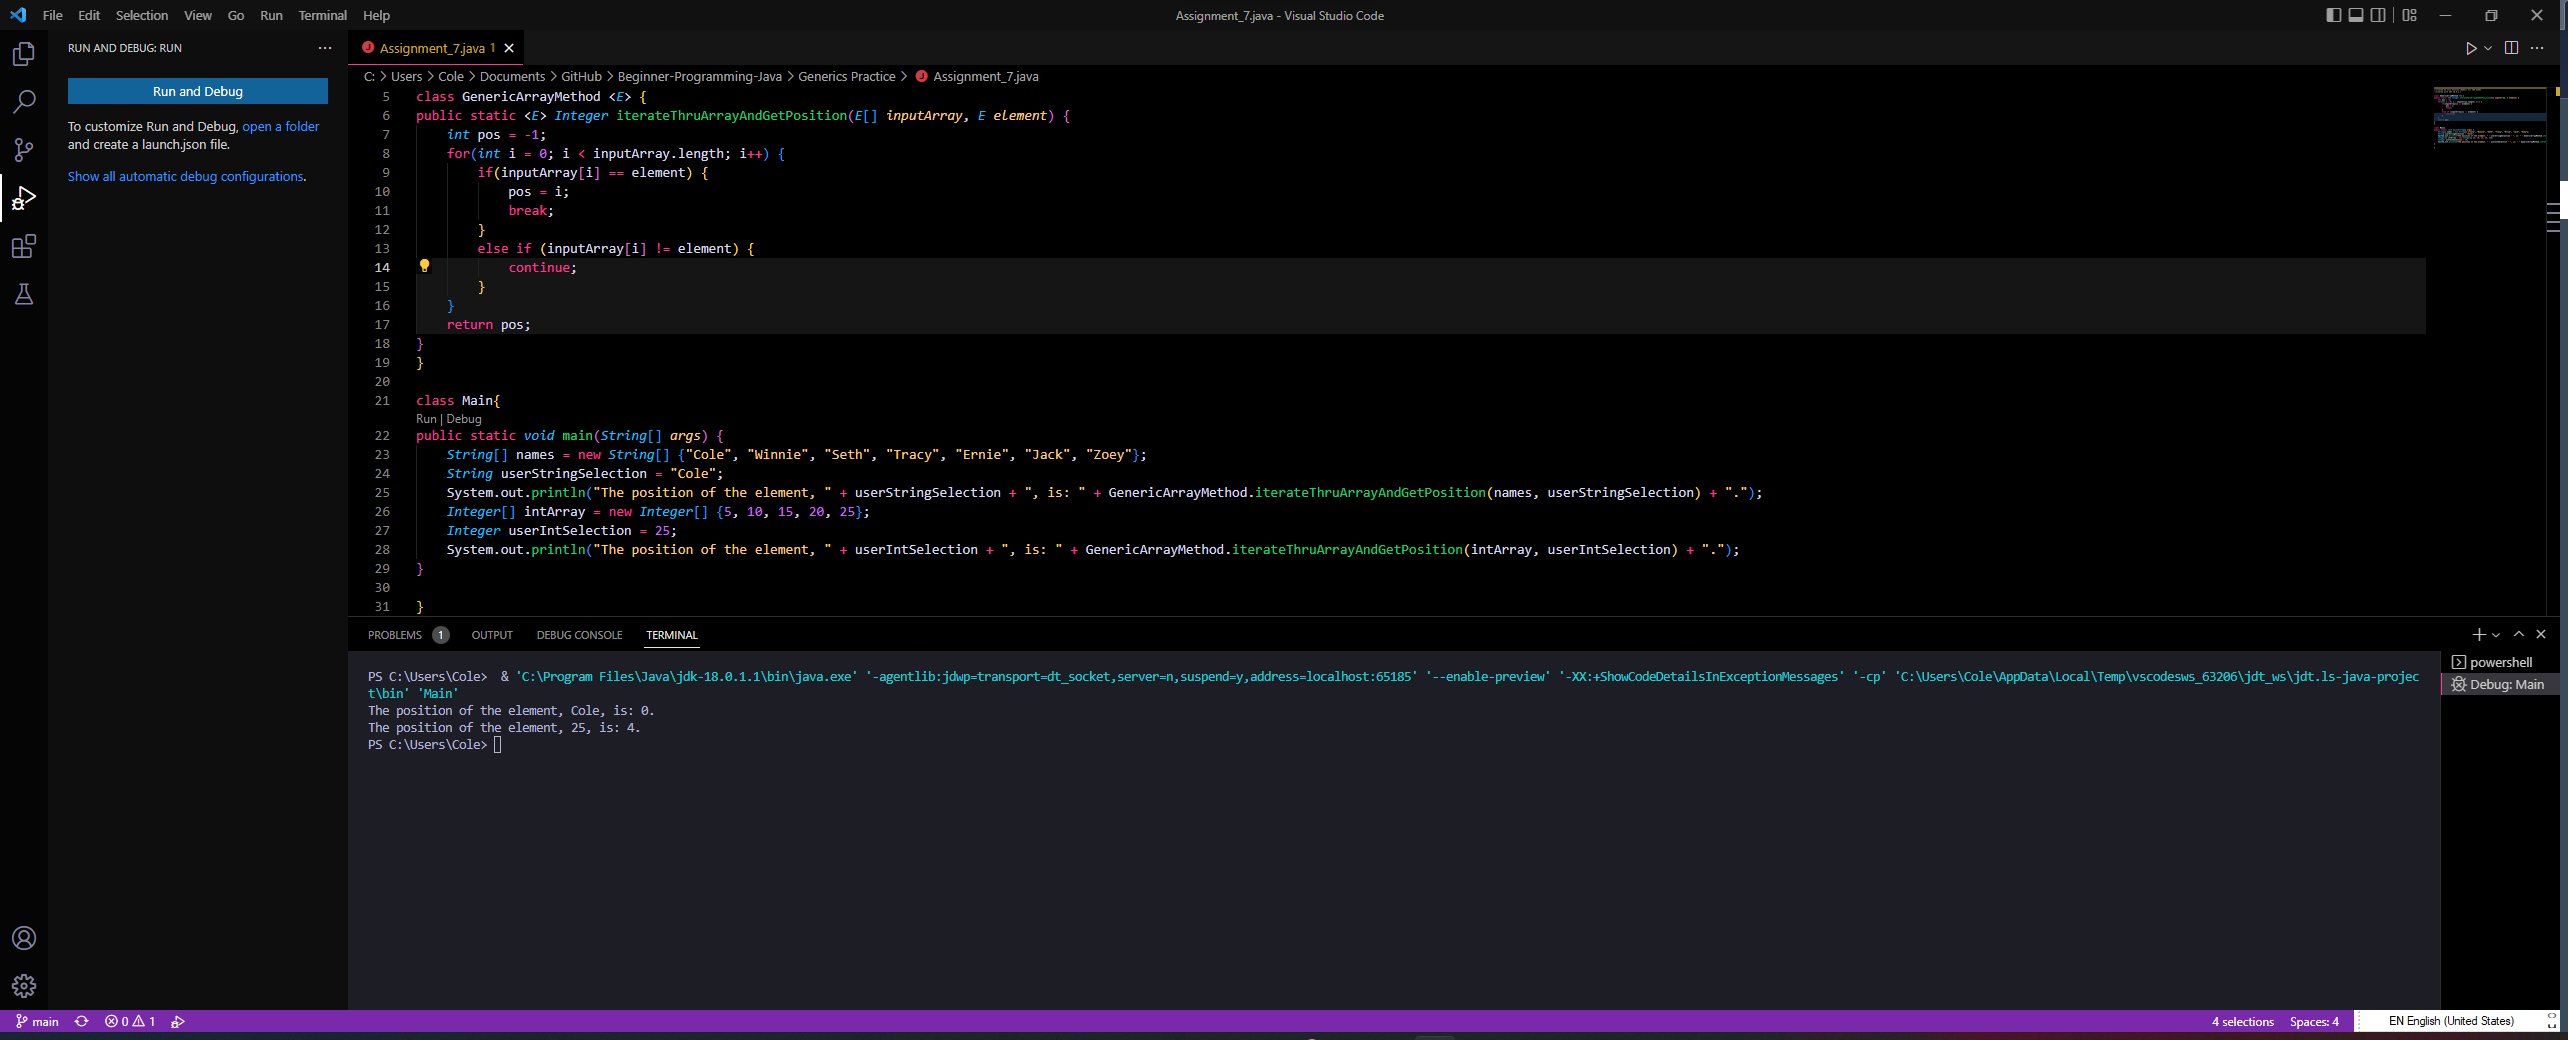 File Edit Selection View Go Run Terminal Help
Assignment_7.java - Visual Studio Code
RUN AND DEBUG: RUN
Run and Debug
To customize Run and Debug, open a folder
and create a launch.json file.
Show all automatic debug configurations.
Assignment_7.java 1
C: > Users > Cole > Documents > GitHub > Beginner-Programming-Java > Generics Practice > Assignment_7.java
5 class GenericArrayMethod <E> {
6 public static <E> Integer iterateThruArrayAndGetPosition(E[] inputArray, E element) {
7 int pos = -1;
8 for(int i = 0; i < inputArray.length; i++) {
9 if(inputArray[i] == element) {
10 pos = i;
11 break;
12 }
13 else if (inputArray[i] != element) {
14 continue;
15 }
16 }
17 return pos;
18 }
19 }
20
21 class Main{
Run | Debug
22 public static void main(String[] args) {
23 String[] names = new String[] {"Cole", "Winnie", "Seth", "Tracy", "Ernie", "Jack", "Zoey"};
24 String userStringSelection = "Cole";
25 System.out.println("The position of the element, " + userStringSelection + ", is: " + GenericArrayMethod.iterateThruArrayAndGetPosition(names, userStringSelection) + ".");
26 Integer[] intArray = new Integer[] {5, 10, 15, 20, 25};
27 Integer userIntSelection = 25;
28 System.out.println("The position of the element, " + userIntSelection + ", is: " + GenericArrayMethod.iterateThruArrayAndGetPosition(intArray, userIntSelection) + ".");
29 }
30
31 }
PROBLEMS 1 OUTPUT DEBUG CONSOLE TERMINAL
PS C:\Users\Cole>  & 'C:\Program Files\Java\jdk-18.0.1.1\bin\java.exe' '-agentlib:jdwp=transport=dt_socket,server=n,suspend=y,address=localhost:65185' '--enable-preview' '-XX:+ShowCodeDetailsInExceptionMessages' '-cp' 'C:\Users\Cole\AppData\Local\Temp\vscodesws_63206\jdt_ws\jdt.ls-java-projec
t\bin' 'Main'
The position of the element, Cole, is: 0.
The position of the element, 25, is: 4.
PS C:\Users\Cole>
powershell
Debug: Main
main 0 1
4 selections Spaces: 4 EN English (United States)